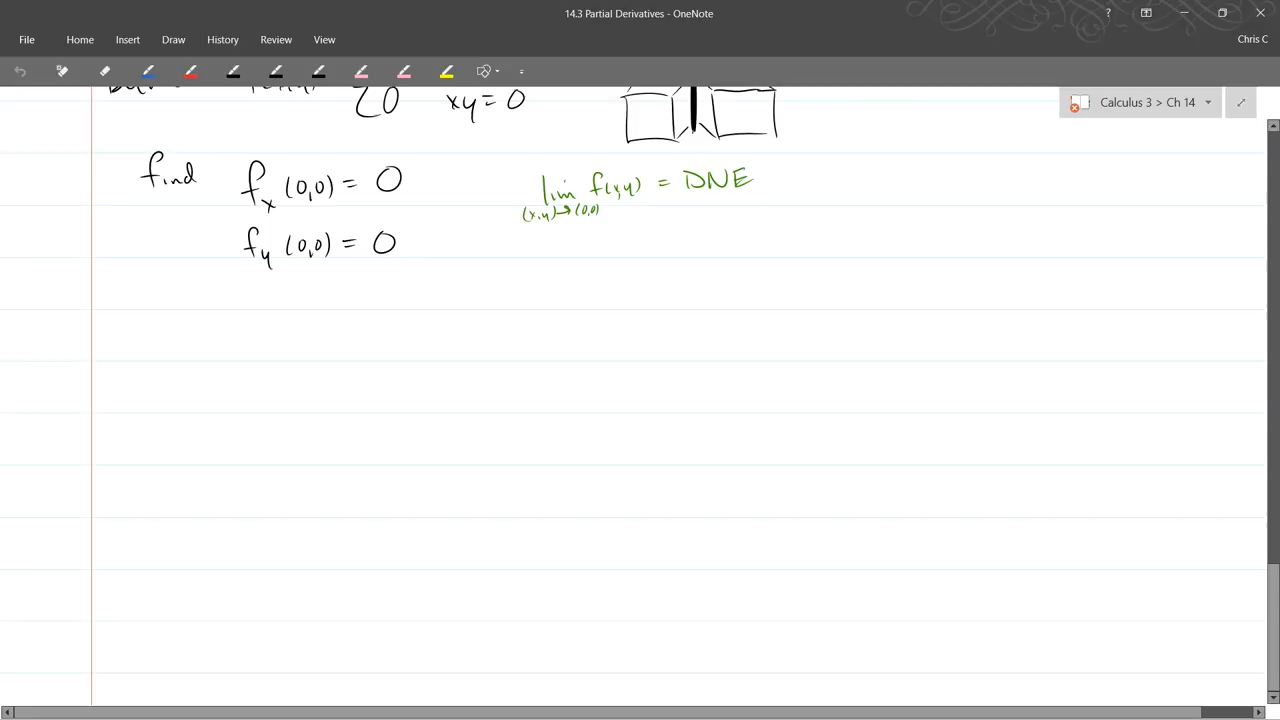 14.3 Partial Derivatives - OneNote
File Home Insert Draw History Review View
Chris C
Calculus 3 > Ch 14
0 xy = 0
find f_x (0,0) = 0
lim f(x,y) = DNE
(x,y)→(0,0)
f_y (0,0) = 0